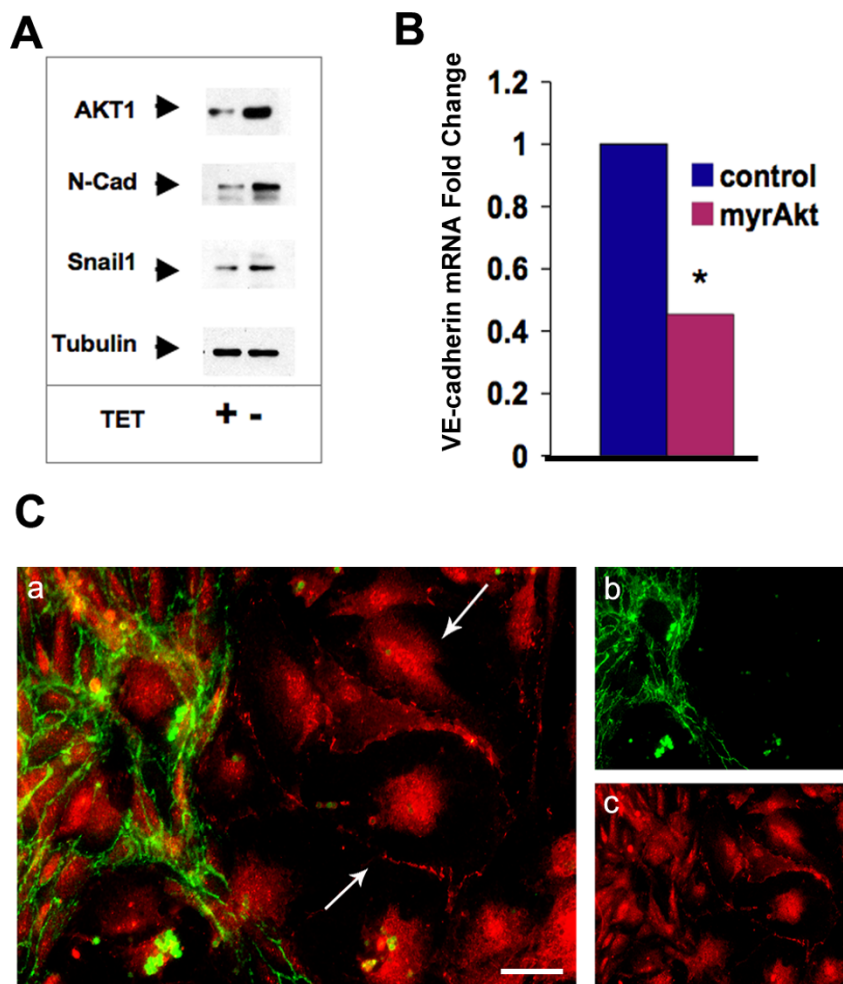 A
AKT1
N-Cad
Snail1
Tubulin
TET + -
B
VE-cadherin mRNA Fold Change
1.2
1
0.8
0.6
0.4
0.2
0
control
myrAkt
*
C
a
b
c